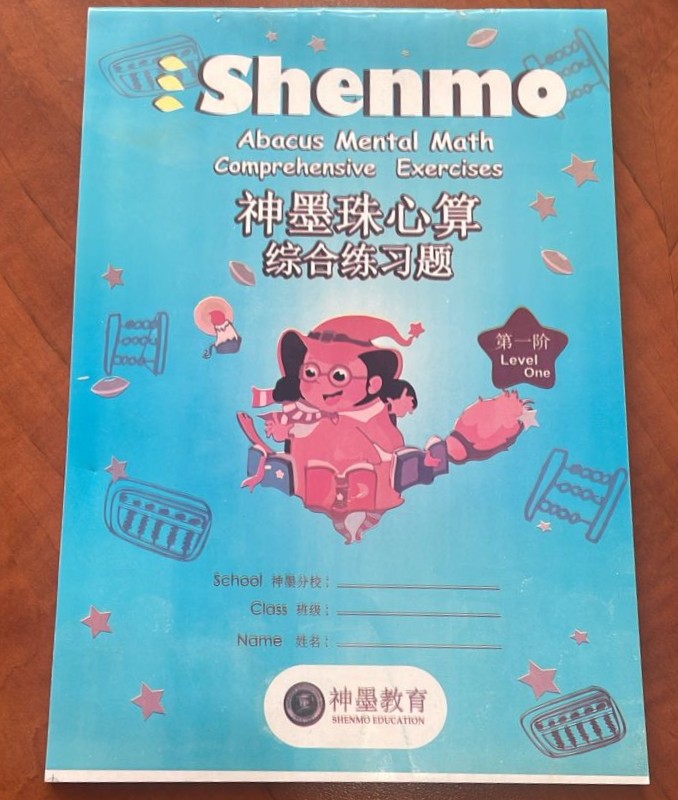 Shenmo
Abacus Mental Math
Comprehensive Exercises
神墨珠心算
综合练习题
第一阶
Level
One
School 神墨分校：
Class 班级：
Name 姓名：
神墨教育
SHENMO EDUCATION